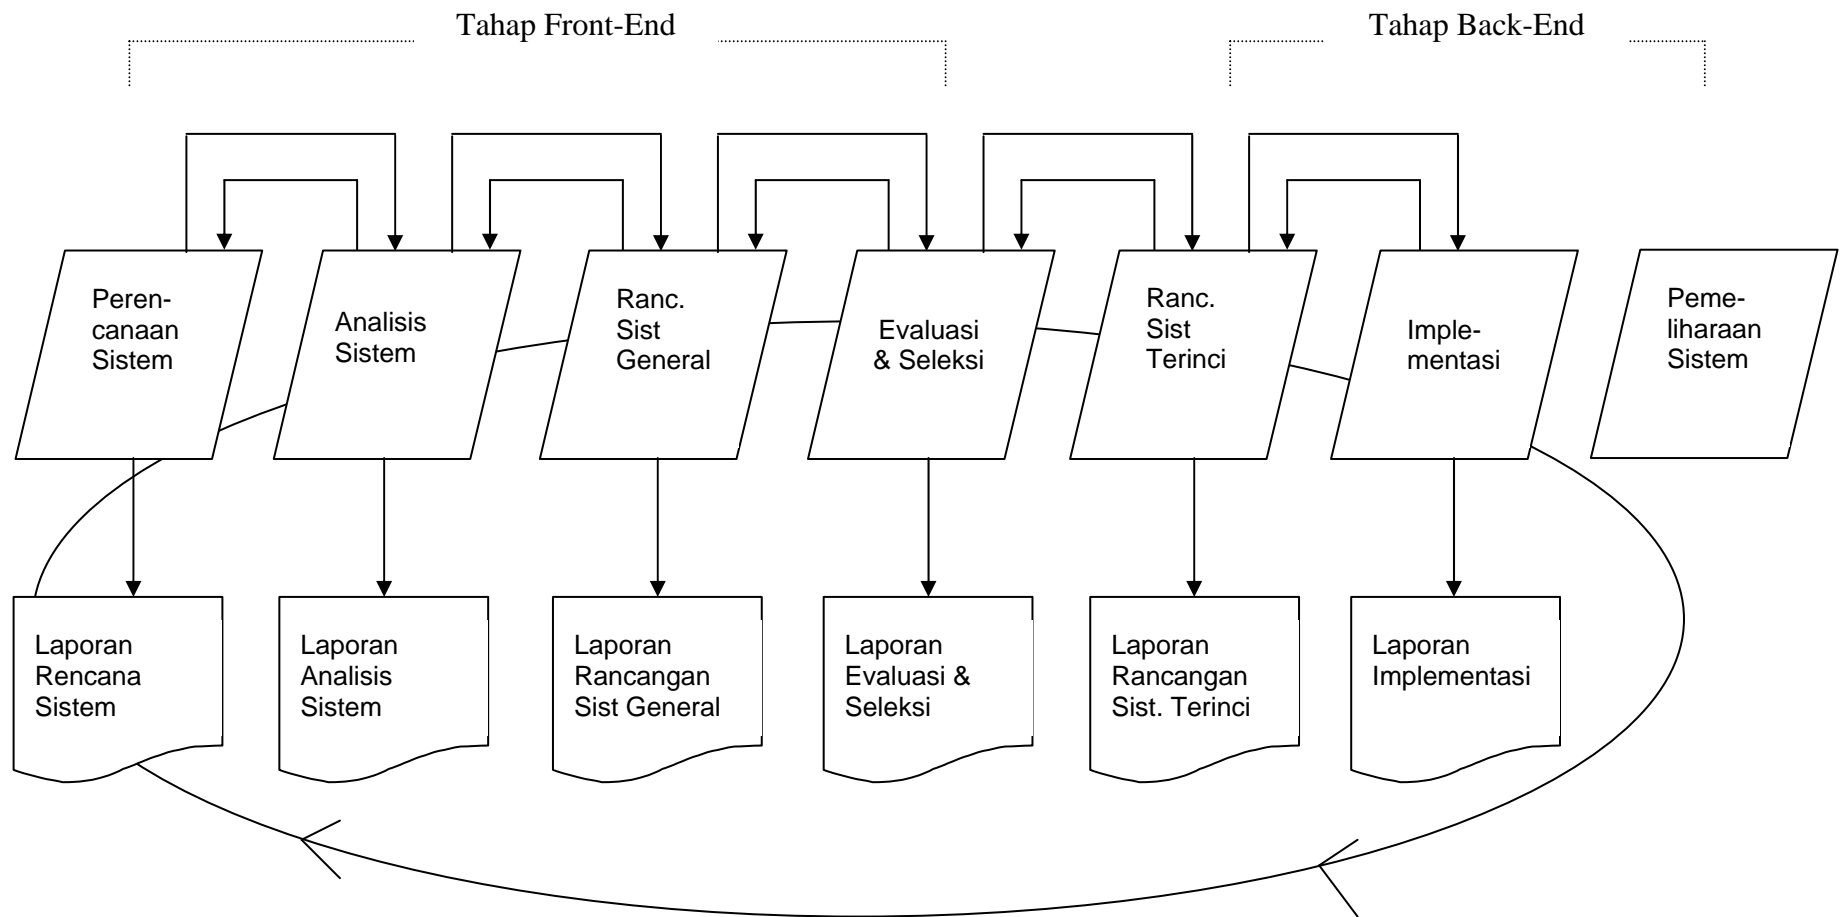 Tahap Front-End
Tahap Back-End
Peren-
canaan
Sistem
Analisis
Sistem
Ranc.
Sist
General
Evaluasi
& Seleksi
Ranc.
Sist
Terinci
Imple-
mentasi
Peme-
liharaan
Sistem
Laporan
Rencana
Sistem
Laporan
Analisis
Sistem
Laporan
Rancangan
Sist General
Laporan
Evaluasi &
Seleksi
Laporan
Rancangan
Sist. Terinci
Laporan
Implementasi